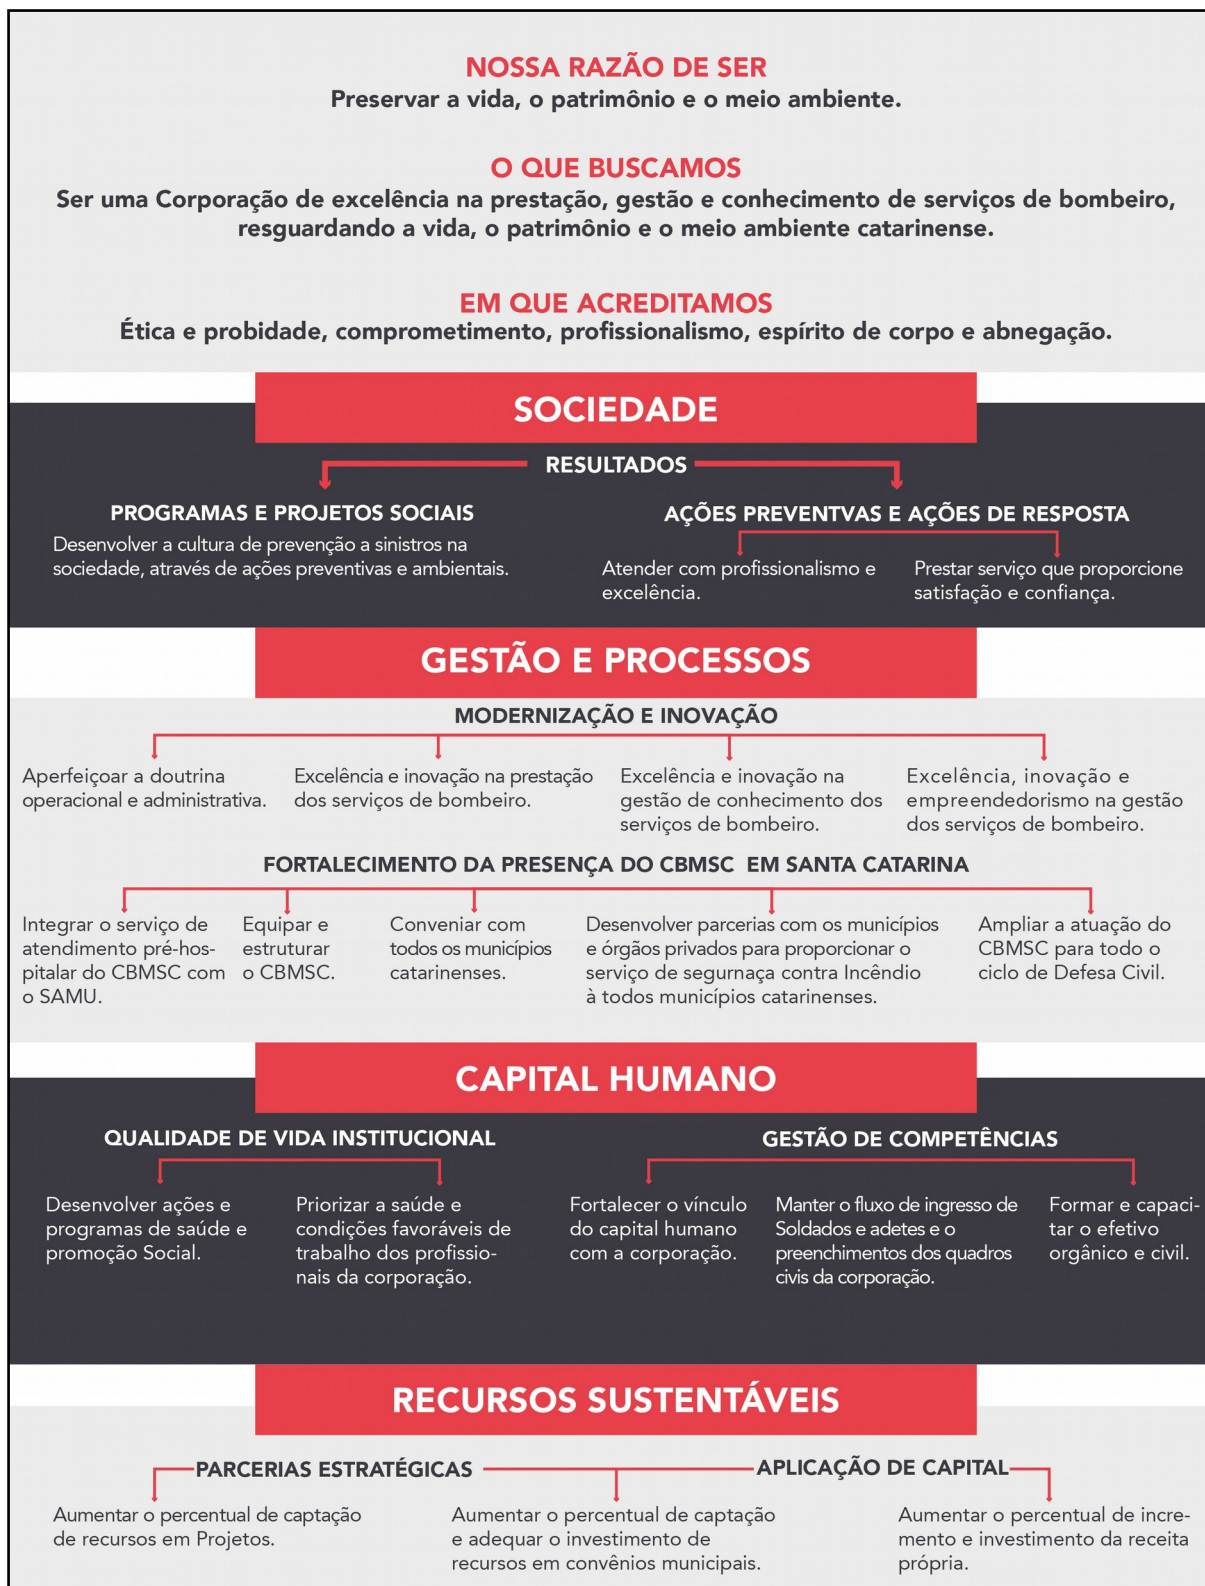 NOSSA RAZÃO DE SER
Preservar a vida, o patrimônio e o meio ambiente.
O QUE BUSCAMOS
Ser uma Corporação de excelência na prestação, gestão e conhecimento de serviços de bombeiro,
resguardando a vida, o patrimônio e o meio ambiente catarinense.
EM QUE ACREDITAMOS
Ética e probidade, comprometimento, profissionalismo, espírito de corpo e abnegação.
SOCIEDADE
RESULTADOS
PROGRAMAS E PROJETOS SOCIAIS
Desenvolver a cultura de prevenção a sinistros na
sociedade, através de ações preventivas e ambientais.
AÇÕES PREVENTVAS E AÇÕES DE RESPOSTA
Atender com profissionalismo e
excelência.
Prestar serviço que proporcione
satisfação e confiança.
GESTÃO E PROCESSOS
MODERNIZAÇÃO E INOVAÇÃO
Aperfeiçoar a doutrina
operacional e administrativa.
Excelência e inovação na prestação
dos serviços de bombeiro.
Excelência e inovação na
gestão de conhecimento dos
serviços de bombeiro.
Excelência, inovação e
empreendedorismo na gestão
dos serviços de bombeiro.
FORTALECIMENTO DA PRESENÇA DO CBMSC EM SANTA CATARINA
Integrar o serviço de
atendimento pré-hos-
pitalar do CBMSC com
o SAMU.
Equipar e
estruturar
o CBMSC.
Conveniar com
todos os municípios
catarinenses.
Desenvolver parcerias com os municípios
e órgãos privados para proporcionar o
serviço de segurnaça contra Incêndio
à todos municípios catarinenses.
Ampliar a atuação do
CBMSC para todo o
ciclo de Defesa Civil.
CAPITAL HUMANO
QUALIDADE DE VIDA INSTITUCIONAL
Desenvolver ações e
programas de saúde e
promoção Social.
Priorizar a saúde e
condições favoráveis de
trabalho dos profissio-
nais da corporação.
GESTÃO DE COMPETÊNCIAS
Fortalecer o vínculo
do capital humano
com a corporação.
Manter o fluxo de ingresso de
Soldados e adetes e o
preenchimentos dos quadros
civis da corporação.
Formar e capaci-
tar o efetivo
orgânico e civil.
RECURSOS SUSTENTÁVEIS
PARCERIAS ESTRATÉGICAS
APLICAÇÃO DE CAPITAL
Aumentar o percentual de captação
de recursos em Projetos.
Aumentar o percentual de captação
e adequar o investimento de
recursos em convênios municipais.
Aumentar o percentual de incre-
mento e investimento da receita
própria.